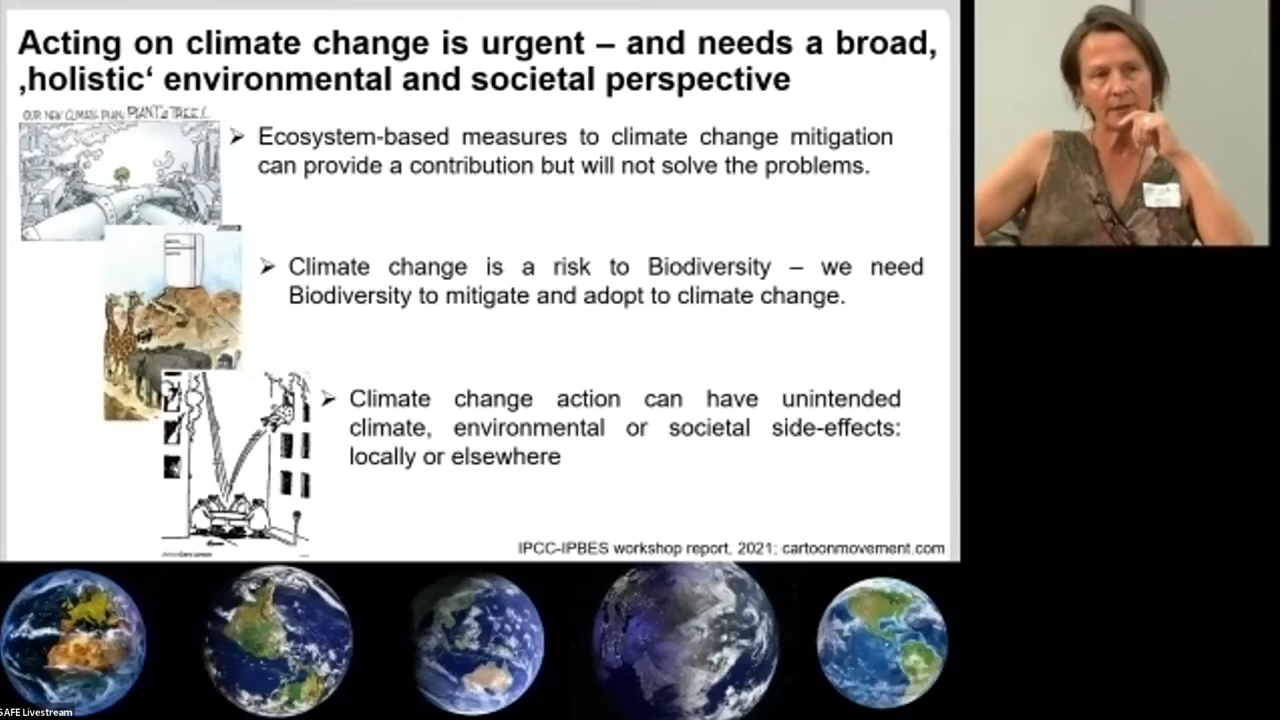 Acting on climate change is urgent – and needs a broad,
‚holistic‘ environmental and societal perspective
OUR NEW CLIMATE PLAN: PLANT a TREE!
➢ Ecosystem-based measures to climate change mitigation
can provide a contribution but will not solve the problems.
➢ Climate change is a risk to Biodiversity – we need
Biodiversity to mitigate and adopt to climate change.
➢ Climate change action can have unintended
climate, environmental or societal side-effects:
locally or elsewhere
IPCC-IPBES workshop report, 2021; cartoonmovement.com
SAFE Livestream